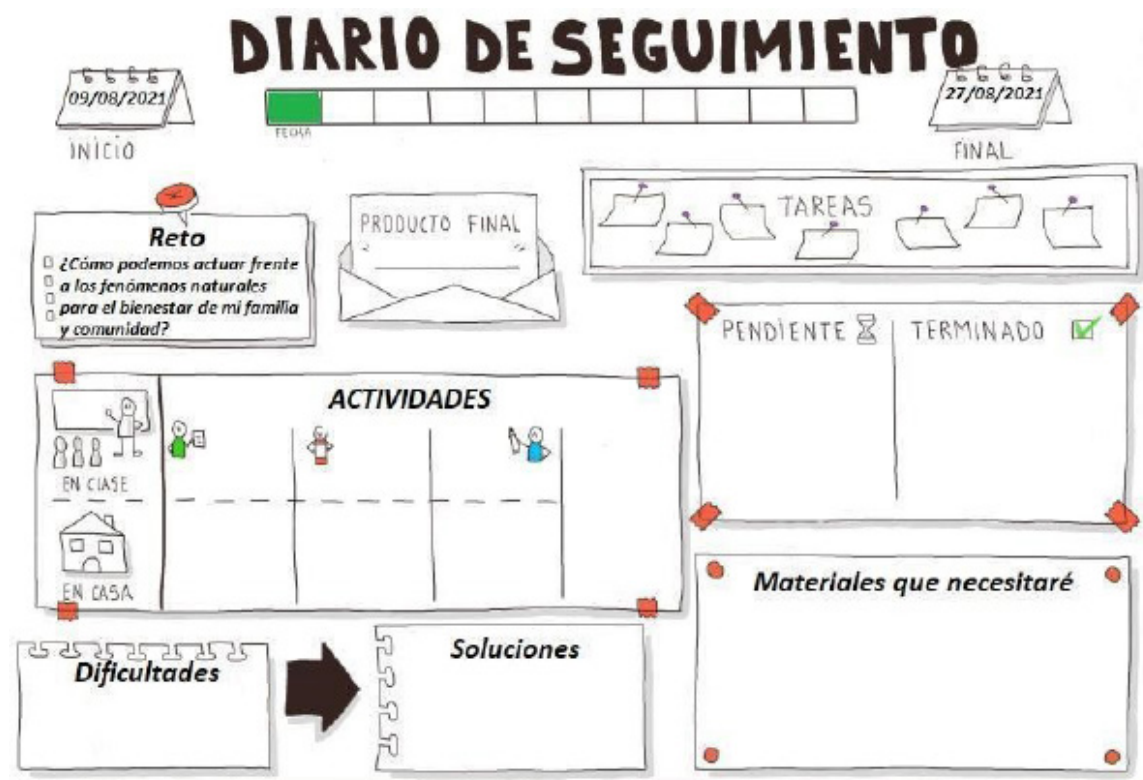 DIARIO DE SEGUIMIENTO
09/08/2021
INICIO
FECHA
27/08/2021
FINAL
Reto
¿Cómo podemos actuar frente
a los fenómenos naturales
para el bienestar de mi familia
y comunidad?
PRODUCTO FINAL
TAREAS
PENDIENTE
TERMINADO
ACTIVIDADES
EN CLASE
EN CASA
Materiales que necesitaré
Dificultades
Soluciones